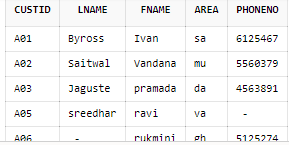 CUSTID LNAME FNAME AREA PHONENO
A01 Byross Ivan sa 6125467
A02 Saitwal Vandana mu 5560379
A03 Jaguste pramada da 4563891
A05 sreedhar ravi va -
A06 - rukmini gh 5125274